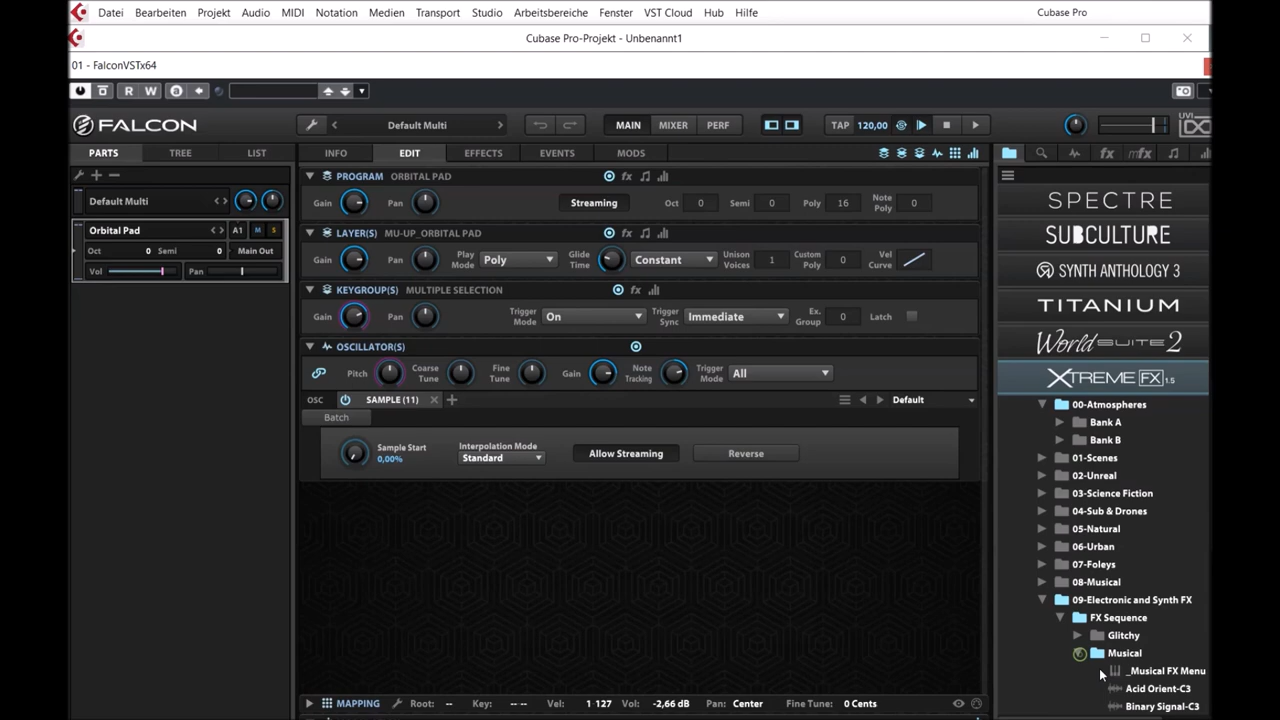 Datei Bearbeiten Projekt Audio MIDI Notation Medien Transport Studio Arbeitsbereiche Fenster VST Cloud Hub Hilfe Cubase Pro
Cubase Pro-Projekt - Unbenannt1
01 - FalconVSTx64
R W a
FALCON Default Multi MAIN MIXER PERF TAP 120,00 UVI
PARTS TREE LIST INFO EDIT EFFECTS EVENTS MODS fx mfx
PROGRAM ORBITAL PAD fx
Default Multi
Gain Pan Streaming Oct 0 Semi 0 Poly 16 Note Poly 0
SPECTRE
Orbital Pad A1 M S
LAYER(S) MU-UP_ORBITAL PAD fx
SUBCULTURE
Oct 0 Semi 0 Main Out
Gain Pan Play Mode Poly Glide Time Constant Unison Voices 1 Custom Poly 0 Vel Curve
Vol Pan
SYNTH ANTHOLOGY 3
KEYGROUP(S) MULTIPLE SELECTION fx
TITANIUM
Gain Pan Trigger Mode On Trigger Sync Immediate Ex. Group 0 Latch
World SUITE 2
OSCILLATOR(S)
Pitch Coarse Tune Fine Tune Gain Note Tracking Trigger Mode All
XTREME FX 1.5
OSC SAMPLE (11) Default
00-Atmospheres
Batch
Bank A
Bank B
Sample Start 0,00% Interpolation Mode Standard Allow Streaming Reverse
01-Scenes
02-Unreal
03-Science Fiction
04-Sub & Drones
05-Natural
06-Urban
07-Foleys
08-Musical
09-Electronic and Synth FX
FX Sequence
Glitchy
Musical
_Musical FX Menu
Acid Orient-C3
Binary Signal-C3
MAPPING Root: -- Key: -- -- Vel: 1 127 Vol: -2,66 dB Pan: Center Fine Tune: 0 Cents